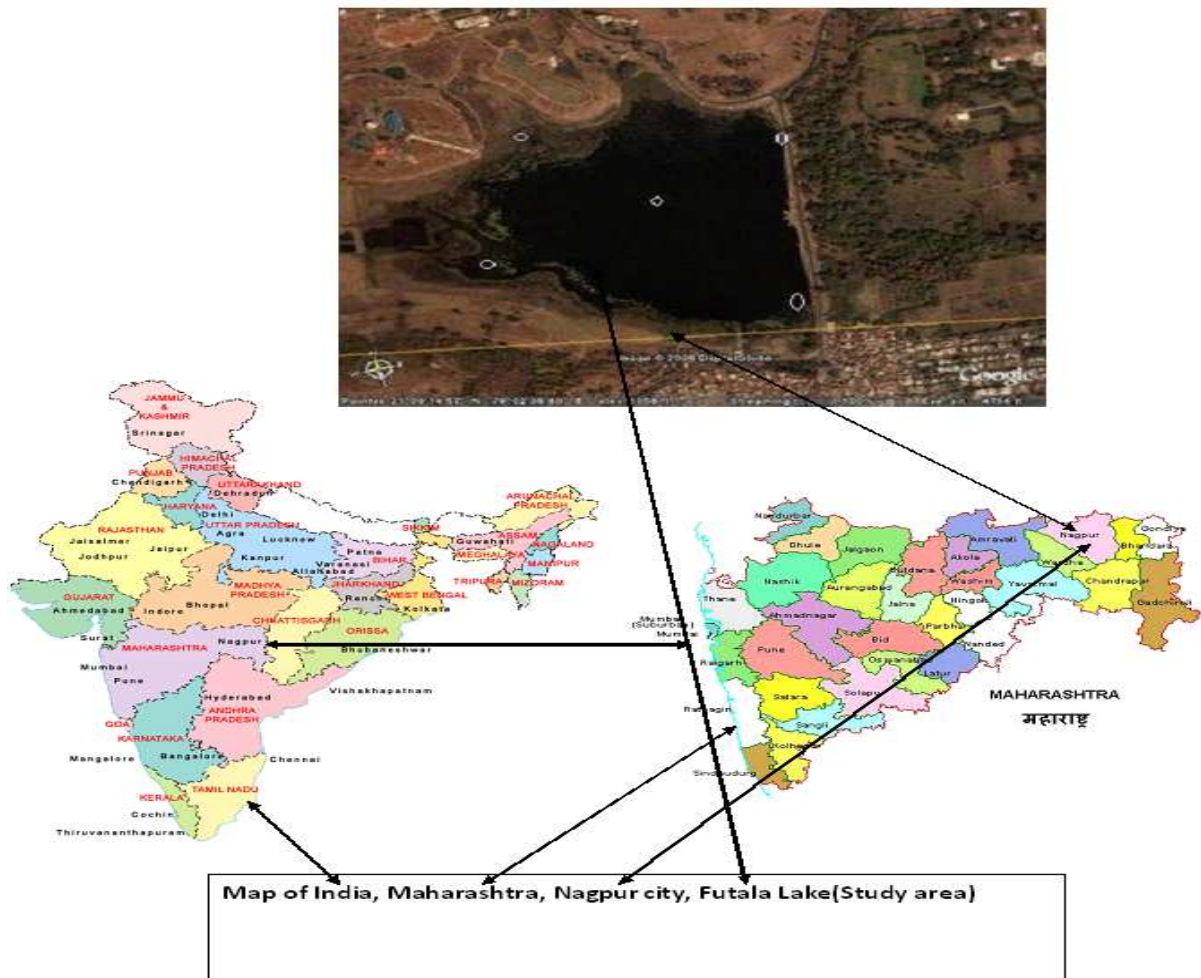 Image © 2006 DigitalGlobe
Google
JAMMU
&
KASHMIR
Srinagar
HIMACHAL
PRADESH
PUNJAB
Chandigarh
UTTARAKHAND
Dehradun
HARYANA
RAJASTHAN
Jaisalmer
Jodhpur
Jaipur
UTTAR PRADESH
Agra
Lucknow
Kanpur
Varanasi
Allahabad
Patna
BIHAR
SIKKIM
ARUNACHAL
PRADESH
ASSAM
Guwahati
NAGALAND
MEGHALAYA
MANIPUR
TRIPURA
MIZORAM
GUJARAT
Ahmedabad
Surat
MADHYA
PRADESH
Bhopal
Indore
JHARKHAND
Ranchi
WEST BENGAL
Kolkata
CHHATTISGARH
ORISSA
Bhubaneshwar
MAHARASHTRA
Nagpur
Mumbai
Pune
Hyderabad
ANDHRA
PRADESH
Vishakhapatnam
GOA
KARNATAKA
Mangalore
Bangalore
Chennai
KERALA
TAMIL NADU
Cochin
Thiruvananthapuram
Nandurbar
Dhule
Jalgaon
Buldana
Akola
Amravati
Nagpur
Wardha
Bhandara
Gondiya
Nashik
Aurangabad
Jalna
Washim
Yavatmal
Chandrapur
Gadchiroli
Thane
Mumbai
(Suburban)
Mumbai
Ahmadnagar
Hingoli
Parbhani
Nanded
Raigarh
Pune
Bid
Osmanabad
Latur
Satara
Solapur
Ratnagiri
Sangli
Kolhapur
Sindhudurg
MAHARASHTRA
महाराष्ट्र
Map of India, Maharashtra, Nagpur city, Futala Lake(Study area)